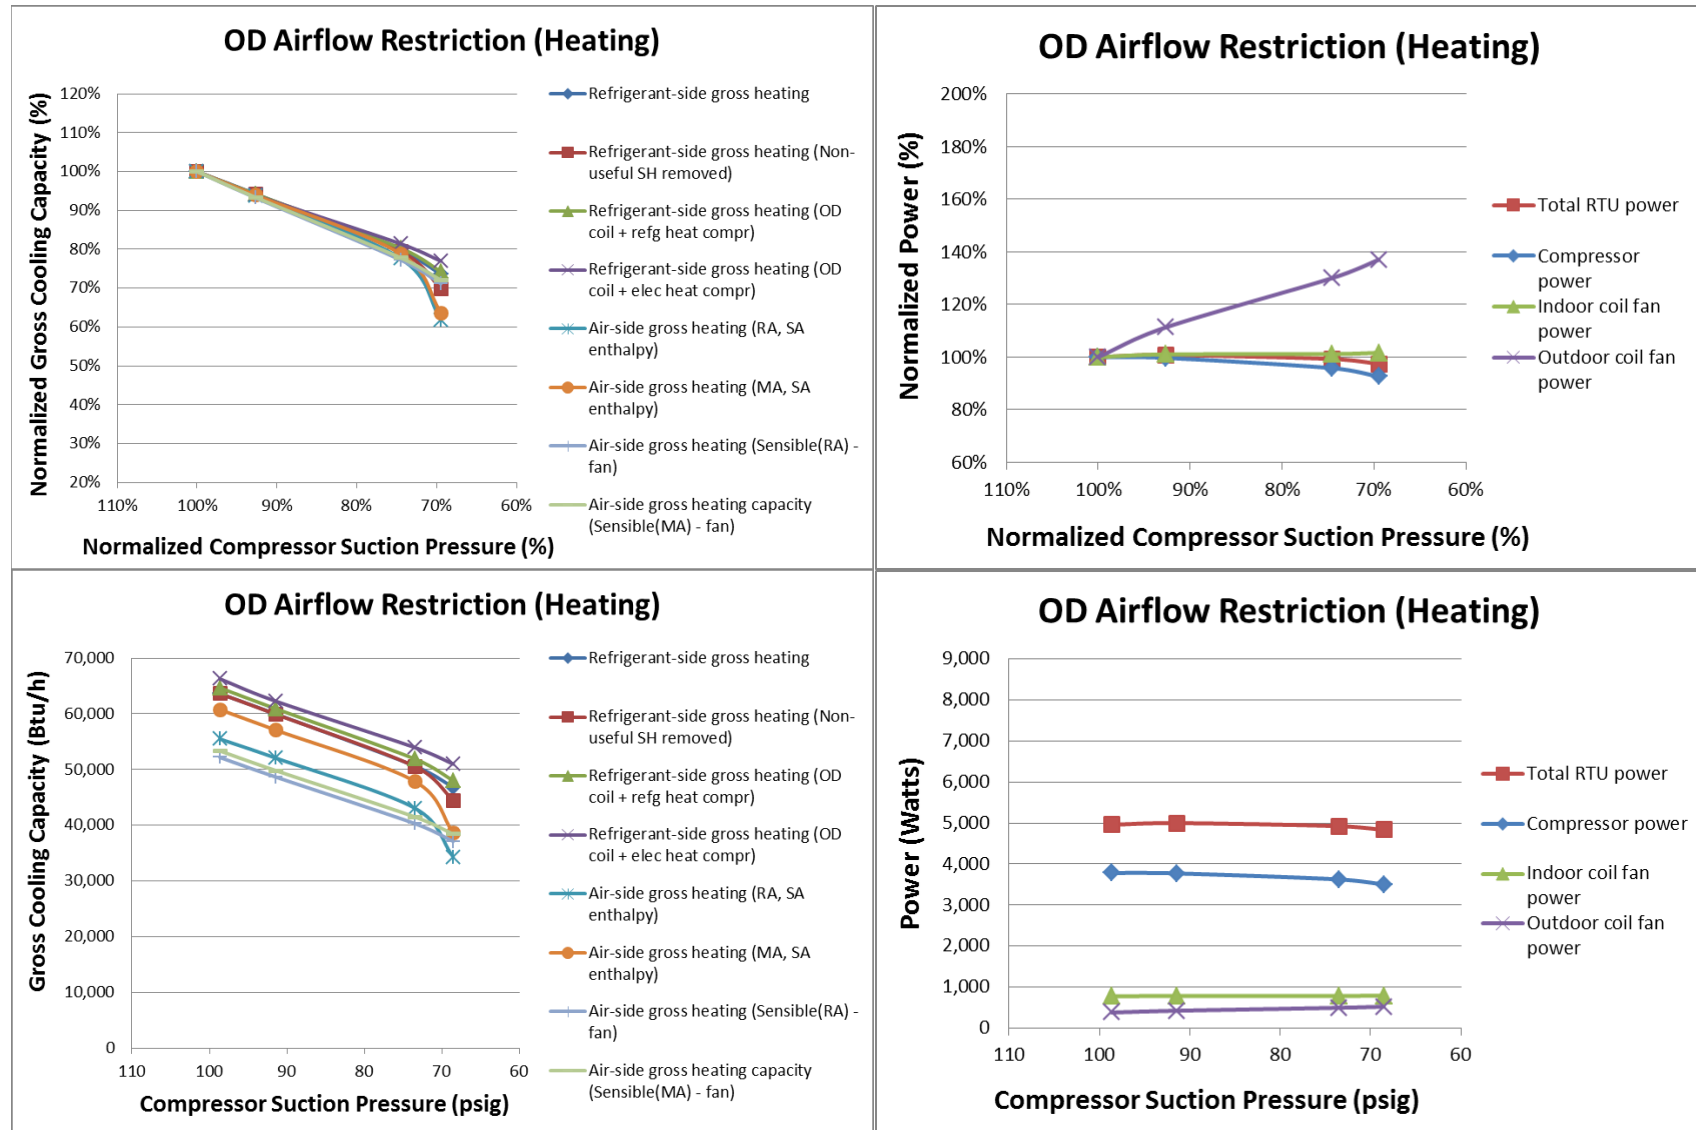 OD Airflow Restriction (Heating)
Normalized Gross Cooling Capacity (%)
120%
110%
100%
90%
80%
70%
60%
50%
40%
30%
20%
110%
100%
90%
80%
70%
60%
Normalized Compressor Suction Pressure (%)
Refrigerant-side gross heating
Refrigerant-side gross heating (Non-
useful SH removed)
Refrigerant-side gross heating (OD
coil + refg heat compr)
Refrigerant-side gross heating (OD
coil + elec heat compr)
Air-side gross heating (RA, SA
enthalpy)
Air-side gross heating (MA, SA
enthalpy)
Air-side gross heating (Sensible(RA) -
fan)
Air-side gross heating capacity
(Sensible(MA) - fan)
OD Airflow Restriction (Heating)
Normalized Power (%)
200%
180%
160%
140%
120%
100%
80%
60%
110%
100%
90%
80%
70%
60%
Normalized Compressor Suction Pressure (%)
Total RTU power
Compressor
power
Indoor coil fan
power
Outdoor coil fan
power
OD Airflow Restriction (Heating)
Gross Cooling Capacity (Btu/h)
70,000
60,000
50,000
40,000
30,000
20,000
10,000
0
110
100
90
80
70
60
Compressor Suction Pressure (psig)
Refrigerant-side gross heating
Refrigerant-side gross heating (Non-
useful SH removed)
Refrigerant-side gross heating (OD
coil + refg heat compr)
Refrigerant-side gross heating (OD
coil + elec heat compr)
Air-side gross heating (RA, SA
enthalpy)
Air-side gross heating (MA, SA
enthalpy)
Air-side gross heating (Sensible(RA) -
fan)
Air-side gross heating capacity
(Sensible(MA) - fan)
OD Airflow Restriction (Heating)
Power (Watts)
9,000
8,000
7,000
6,000
5,000
4,000
3,000
2,000
1,000
0
110
100
90
80
70
60
Compressor Suction Pressure (psig)
Total RTU power
Compressor power
Indoor coil fan
power
Outdoor coil fan
power